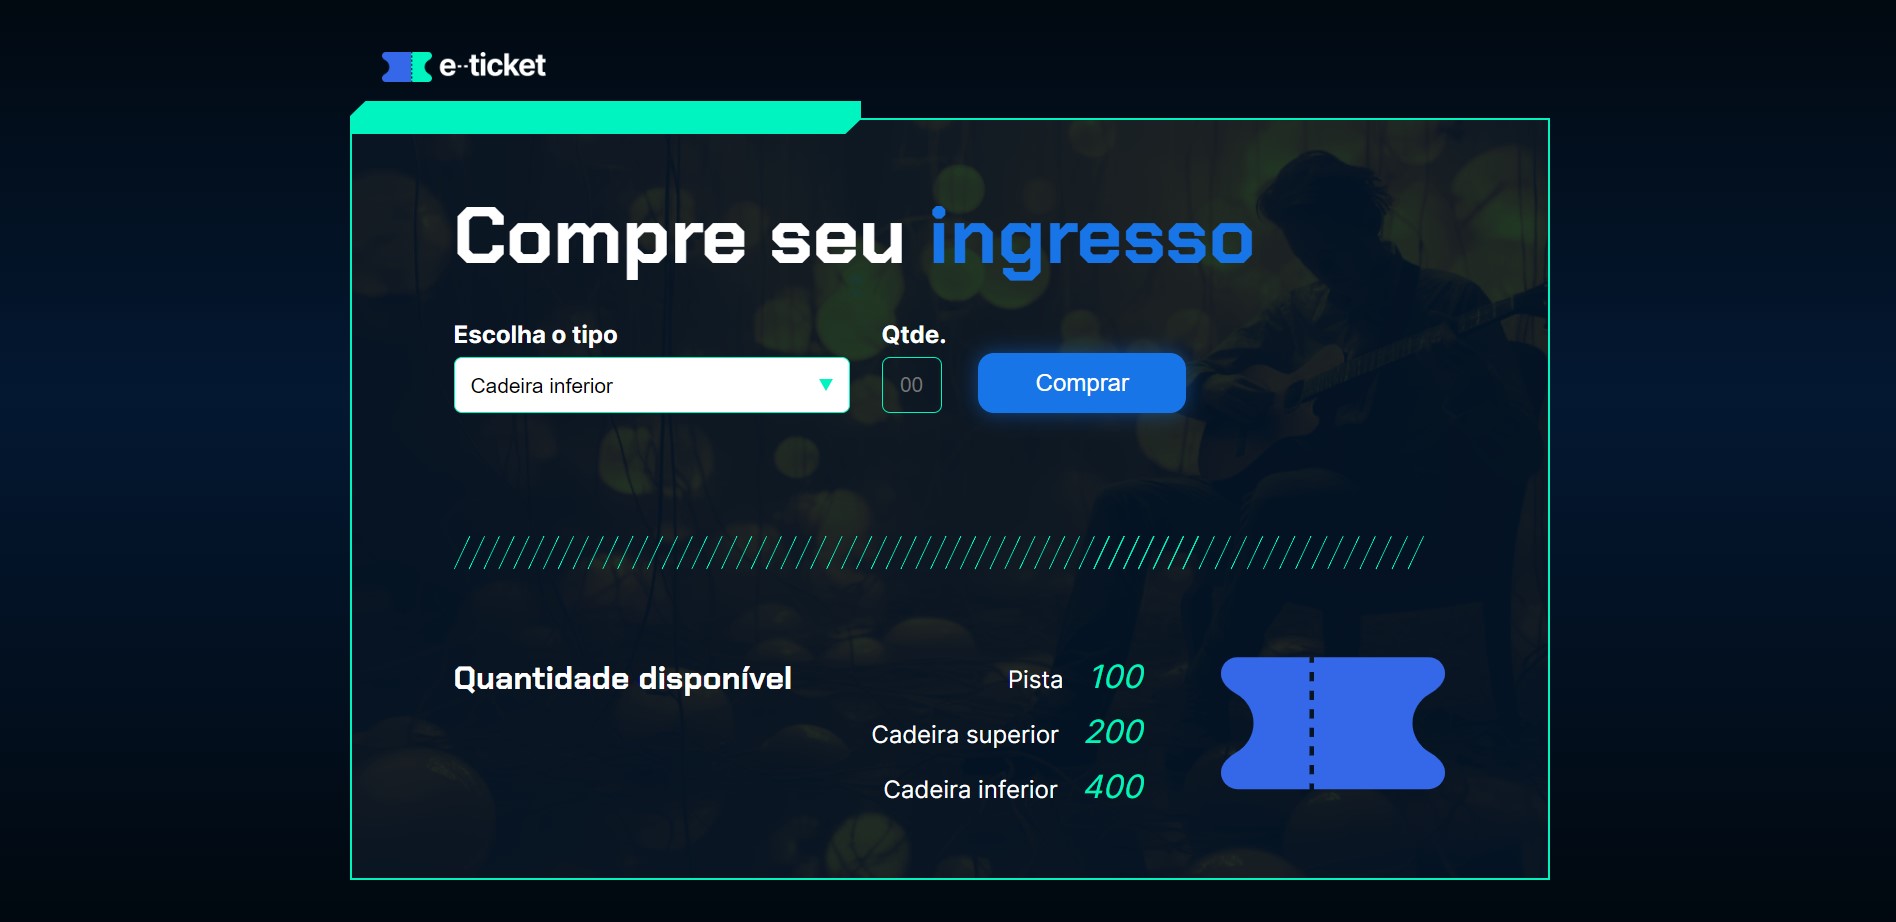 e--ticket
Compre seu ingresso
Escolha o tipo
Qtde.
Cadeira inferior
00
Comprar
Quantidade disponível
Pista 100
Cadeira superior 200
Cadeira inferior 400